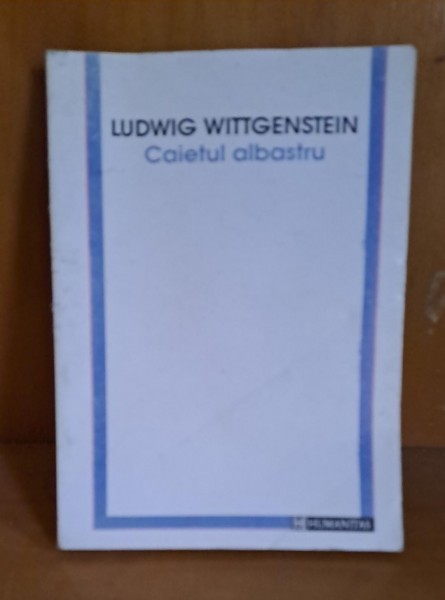 LUDWIG WITTGENSTEIN
Caietul albastru
HUMANITAS